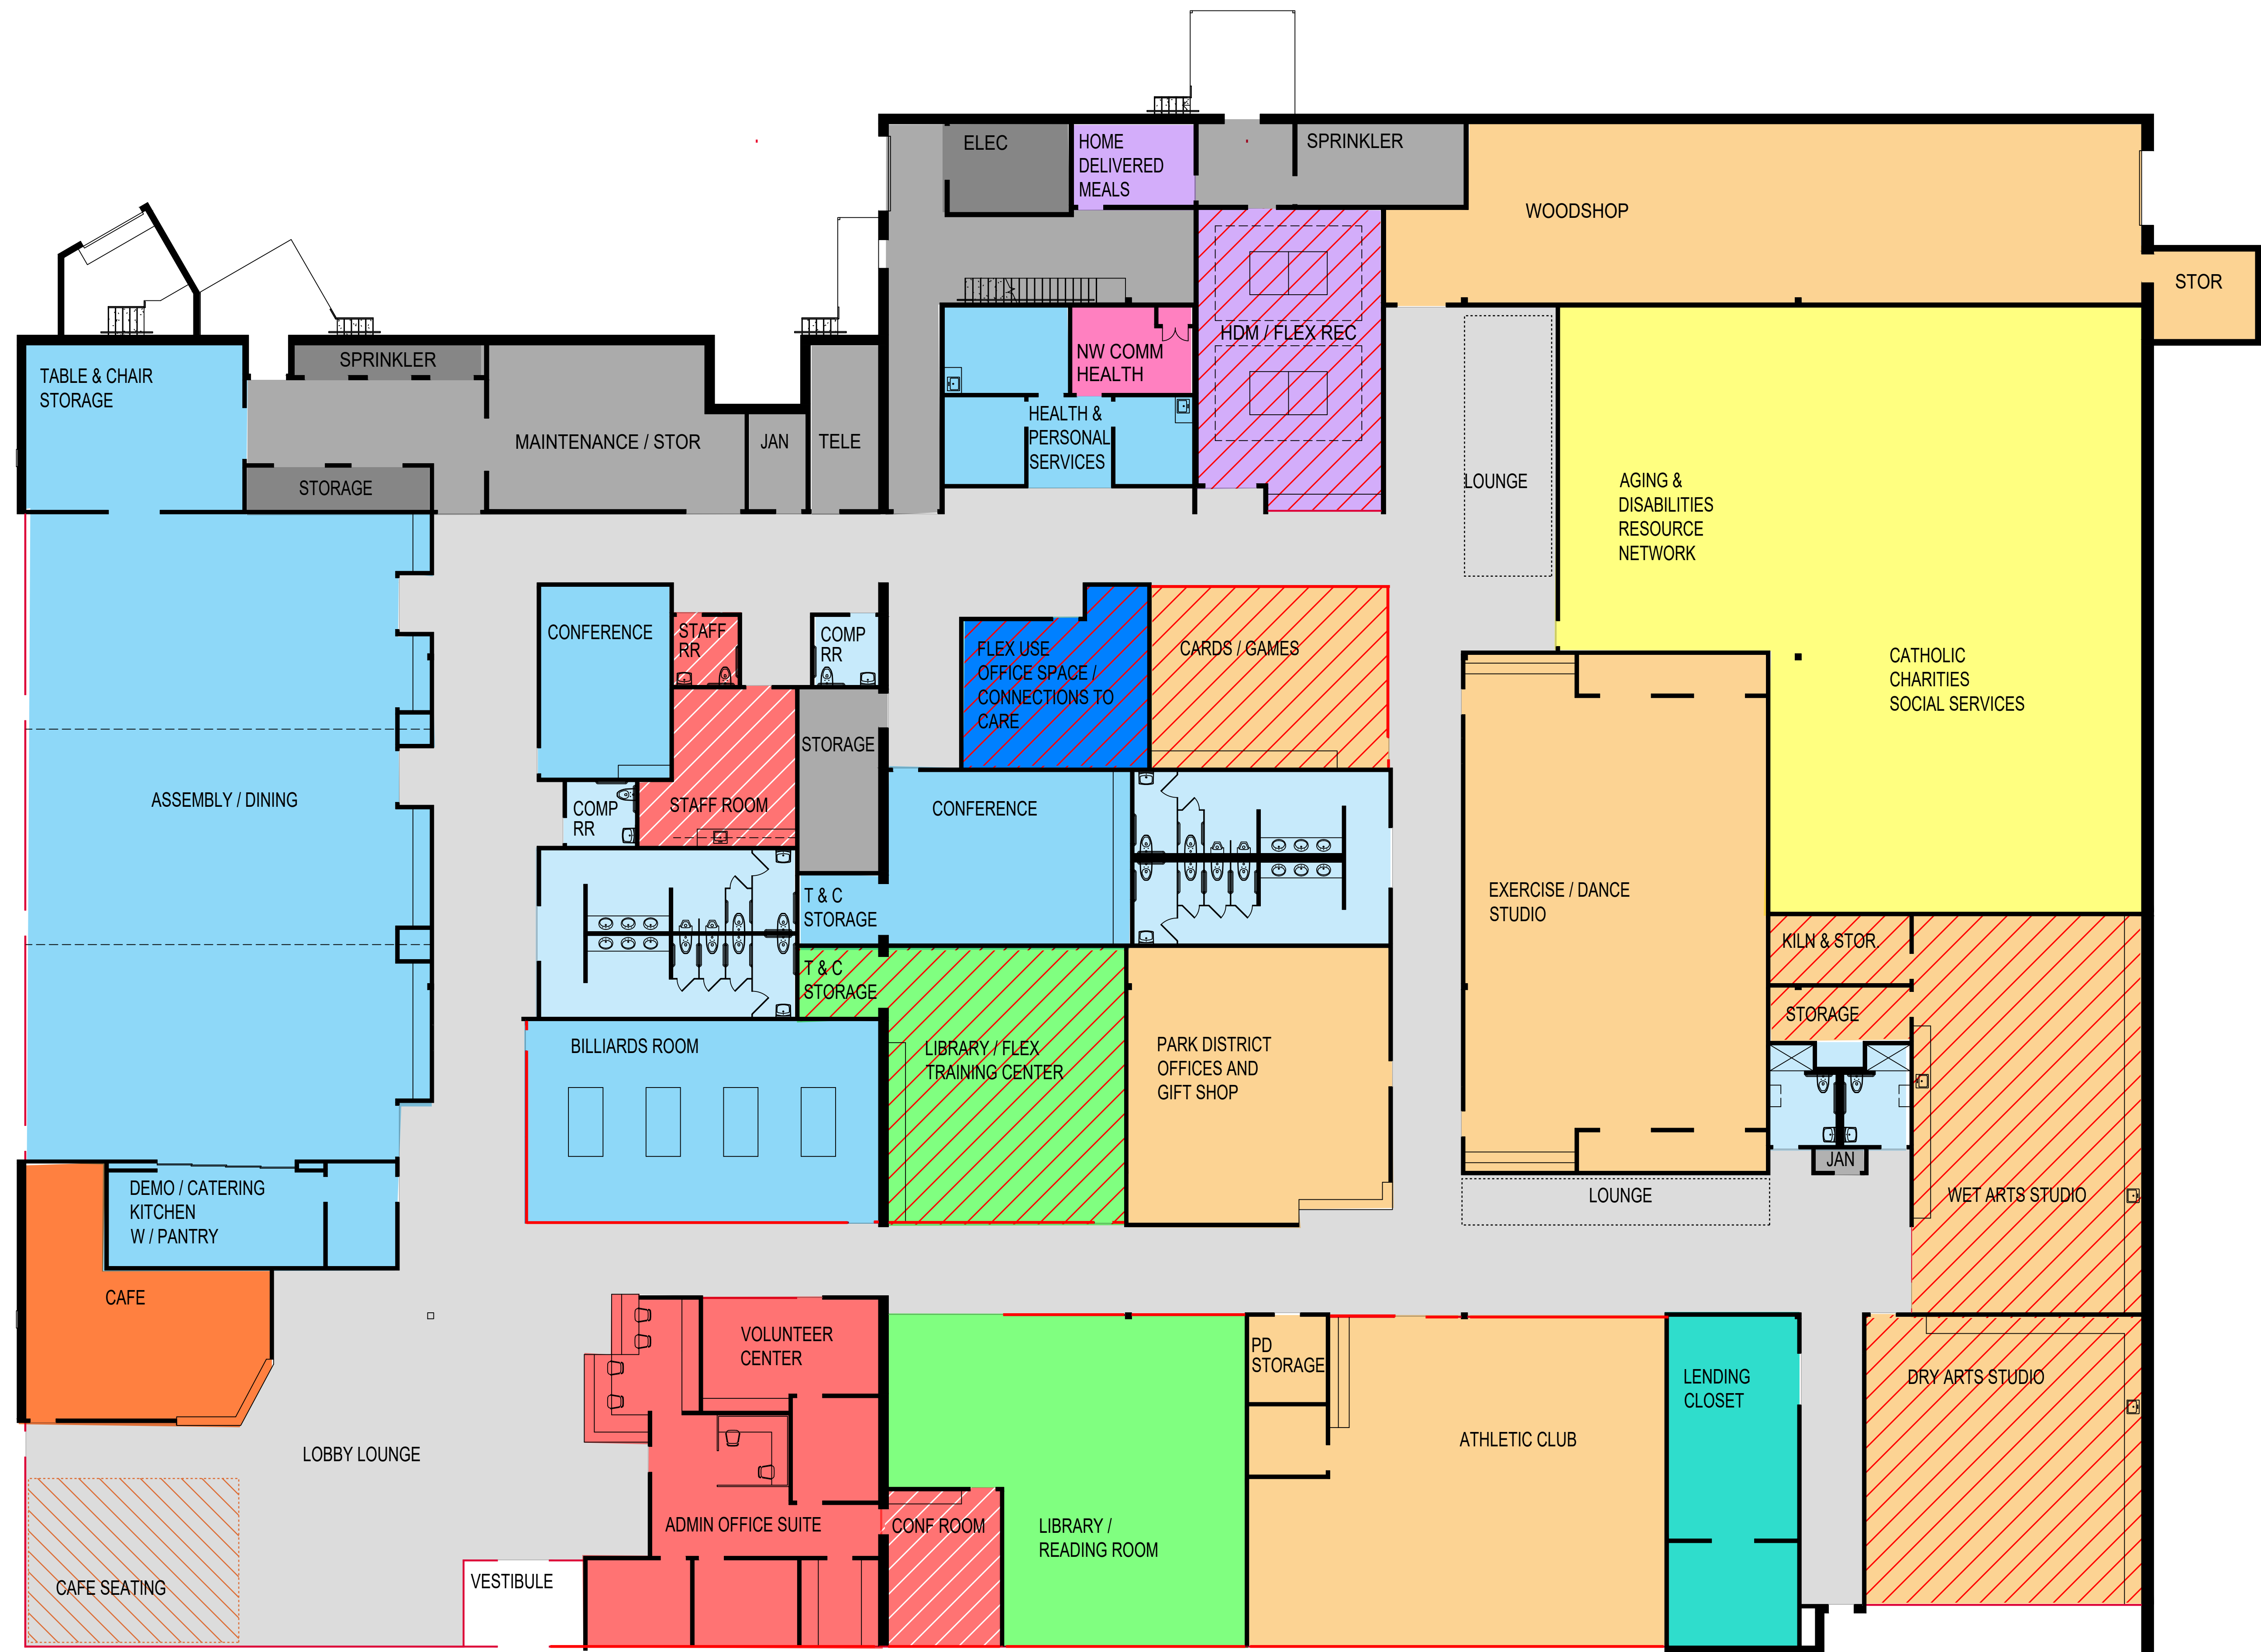 ELEC
HOME
DELIVERED
MEALS
SPRINKLER
WOODSHOP
STOR
TABLE & CHAIR
STORAGE
SPRINKLER
STORAGE
MAINTENANCE / STOR
JAN
TELE
NW COMM
HEALTH
HEALTH &
PERSONAL
SERVICES
HDM / FLEX REC
LOUNGE
AGING &
DISABILITIES
RESOURCE
NETWORK
CATHOLIC
CHARITIES
SOCIAL SERVICES
CONFERENCE
STAFF
RR
COMP
RR
FLEX USE
OFFICE SPACE /
CONNECTIONS TO
CARE
CARDS / GAMES
STORAGE
ASSEMBLY / DINING
COMP
RR
STAFF ROOM
CONFERENCE
T & C
STORAGE
T & C
STORAGE
EXERCISE / DANCE
STUDIO
KILN & STOR.
STORAGE
BILLIARDS ROOM
LIBRARY / FLEX
TRAINING CENTER
PARK DISTRICT
OFFICES AND
GIFT SHOP
JAN
LOUNGE
WET ARTS STUDIO
DEMO / CATERING
KITCHEN
W / PANTRY
CAFE
VOLUNTEER
CENTER
PD
STORAGE
LENDING
CLOSET
DRY ARTS STUDIO
LOBBY LOUNGE
ATHLETIC CLUB
ADMIN OFFICE SUITE
CONF ROOM
LIBRARY /
READING ROOM
CAFE SEATING
VESTIBULE